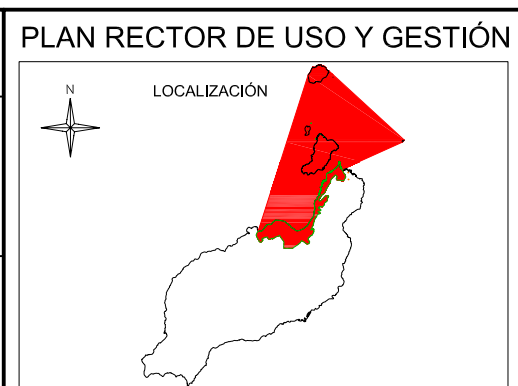 PLAN RECTOR DE USO Y GESTIÓN
LOCALIZACIÓN
N